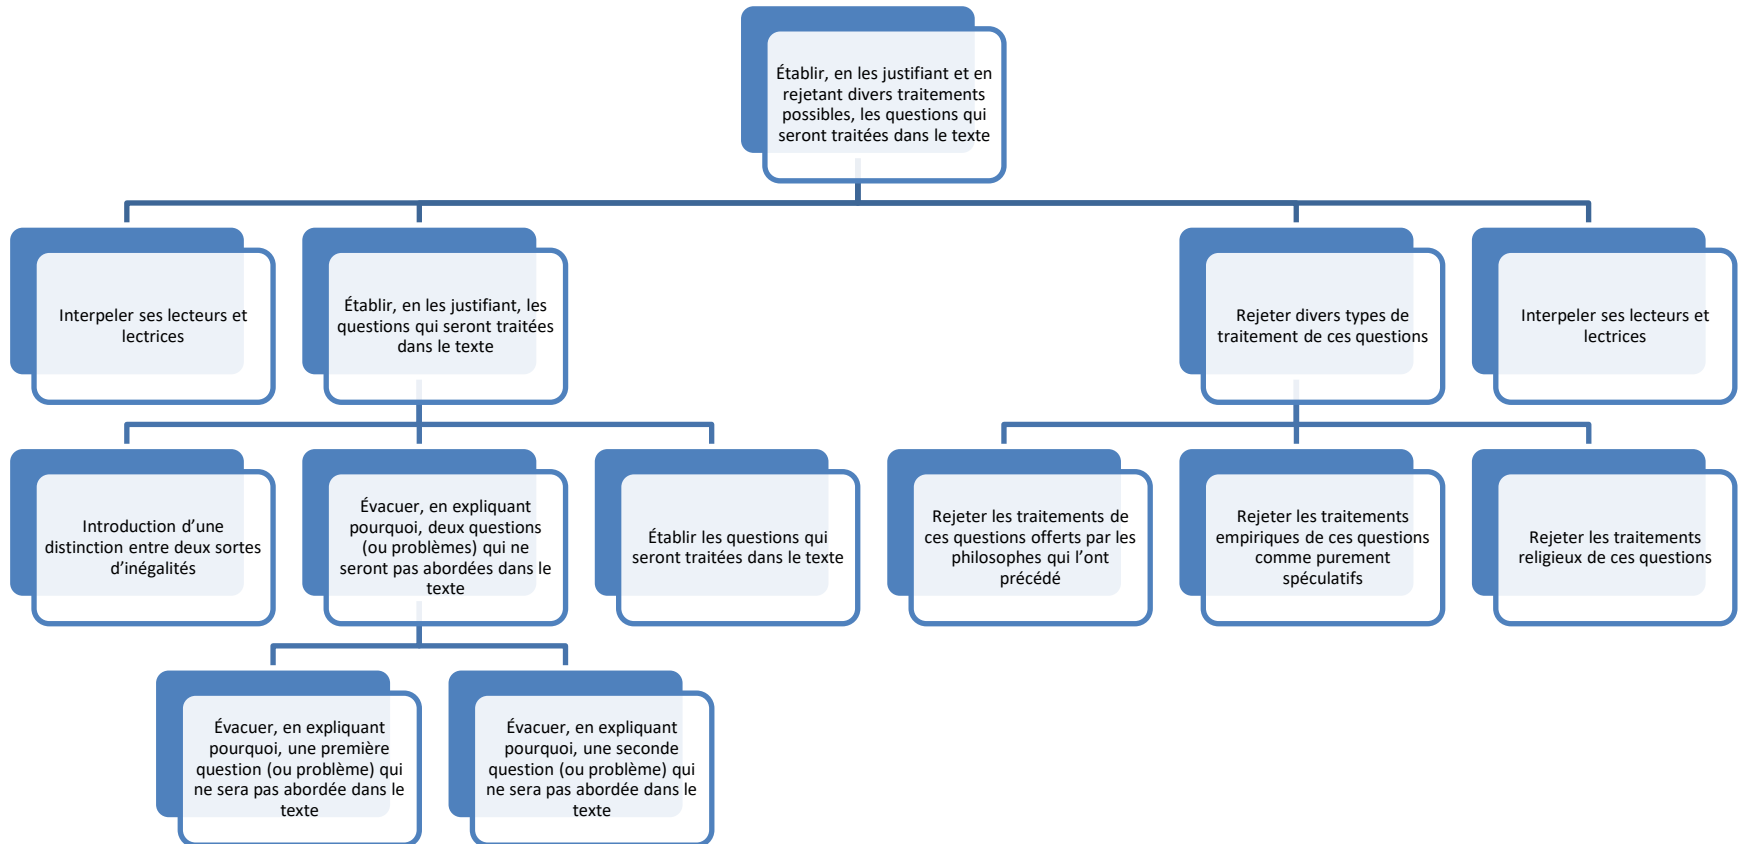 Établir, en les justifiant et en
rejetant divers traitements
possibles, les questions qui
seront traitées dans le texte
Interpeler ses lecteurs et
lectrices
Établir, en les justifiant, les
questions qui seront traitées
dans le texte
Rejeter divers types de
traitement de ces questions
Interpeler ses lecteurs et
lectrices
Introduction d’une
distinction entre deux sortes
d’inégalités
Évacuer, en expliquant
pourquoi, deux questions
(ou problèmes) qui ne
seront pas abordées dans le
texte
Établir les questions qui
seront traitées dans le texte
Rejeter les traitements de
ces questions offerts par les
philosophes qui l’ont
précédé
Rejeter les traitements
empiriques de ces questions
comme purement
spéculatifs
Rejeter les traitements
religieux de ces questions
Évacuer, en expliquant
pourquoi, une première
question (ou problème) qui
ne sera pas abordée dans le
texte
Évacuer, en expliquant
pourquoi, une seconde
question (ou problème) qui
ne sera pas abordée dans le
texte